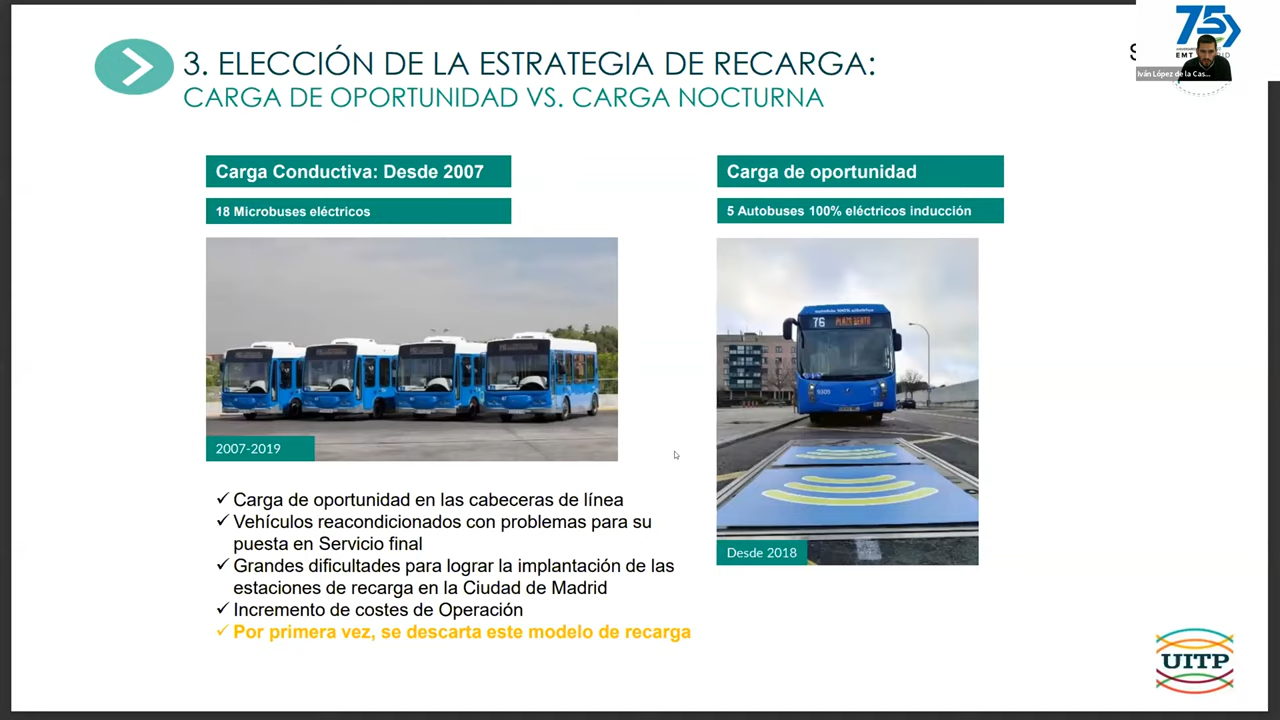 3. ELECCIÓN DE LA ESTRATEGIA DE RECARGA:
CARGA DE OPORTUNIDAD VS. CARGA NOCTURNA
75
EMT
Iván López de la Cas...
Carga Conductiva: Desde 2007
18 Microbuses eléctricos
2007-2019
Carga de oportunidad en las cabeceras de línea
Vehículos reacondicionados con problemas para su
puesta en Servicio final
Grandes dificultades para lograr la implantación de las
estaciones de recarga en la Ciudad de Madrid
Incremento de costes de Operación
Por primera vez, se descarta este modelo de recarga
Carga de oportunidad
5 Autobuses 100% eléctricos inducción
76 PLAZA BEATA
9305
Desde 2018
UITP